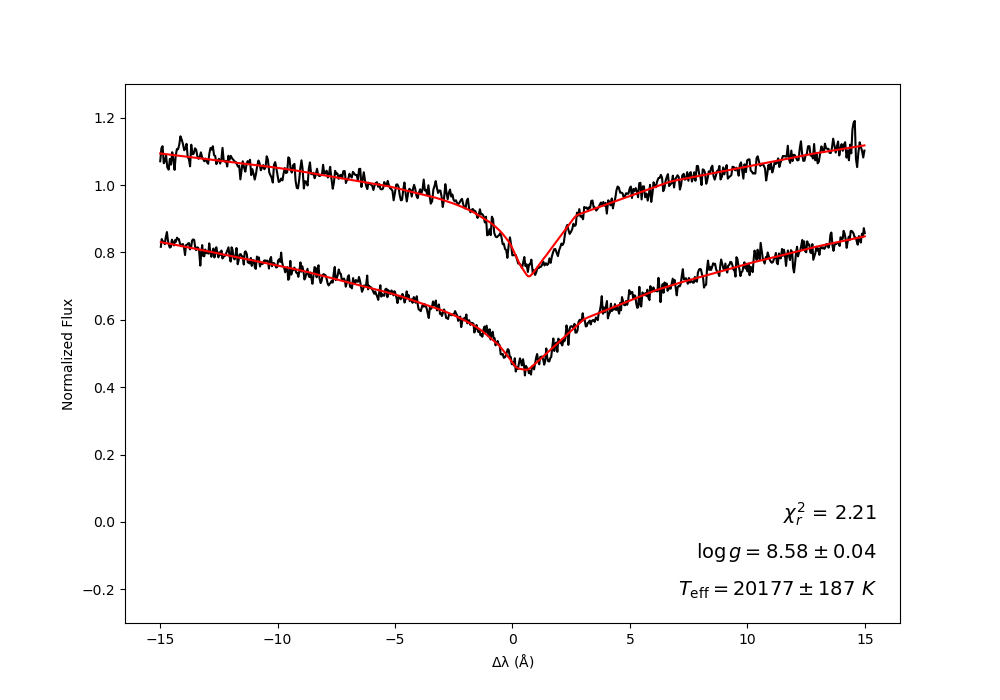 1.2
1.0
0.8
0.6
0.4
0.2
0.0
−0.2
Normalized Flux
χ²ᵣ = 2.21
log g = 8.58 ± 0.04
T_eff = 20177 ± 187 K
−15 −10 −5 0 5 10 15
Δλ (Å)